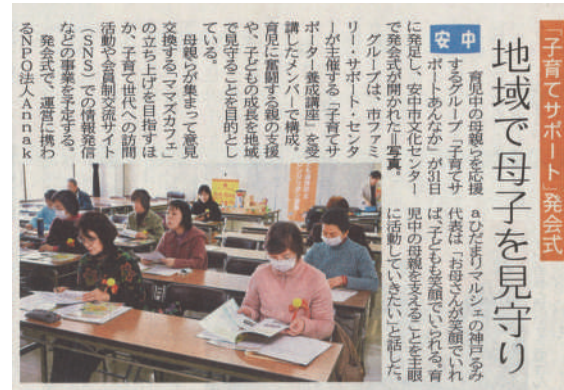 「子育てサポート」発会式
地域で母子を見守り
安中
育児中の母親らを応援
するグループ「子育てサ
ポートあんなか」が31日
に発足し、安中市文化センター
で発会式が開かれた＝写真。
グループは、市ファミ
リー・サポート・センタ
ーが主催する「子育てサ
ポーター養成講座」を受
講したメンバーで構成。
育児に奮闘する親の支援
や、子どもの成長を地域
で見守ることを目的とし
ている。
母親らが集まって意見
交換する「ママズカフェ」
の立ち上げを目指すほ
か、子育て世代への訪問
活動や会員制交流サイト
（SNS）での情報発信
などの事業を予定する。
発会式で、運営に携わ
るNPO法人Annak
aひだまりマルシェの神戸るみ
代表は「お母さんが笑顔でいれ
ば、子どもも笑顔でいられる。育
児中の母親を支えることを主眼
に活動していきたい」と話した。